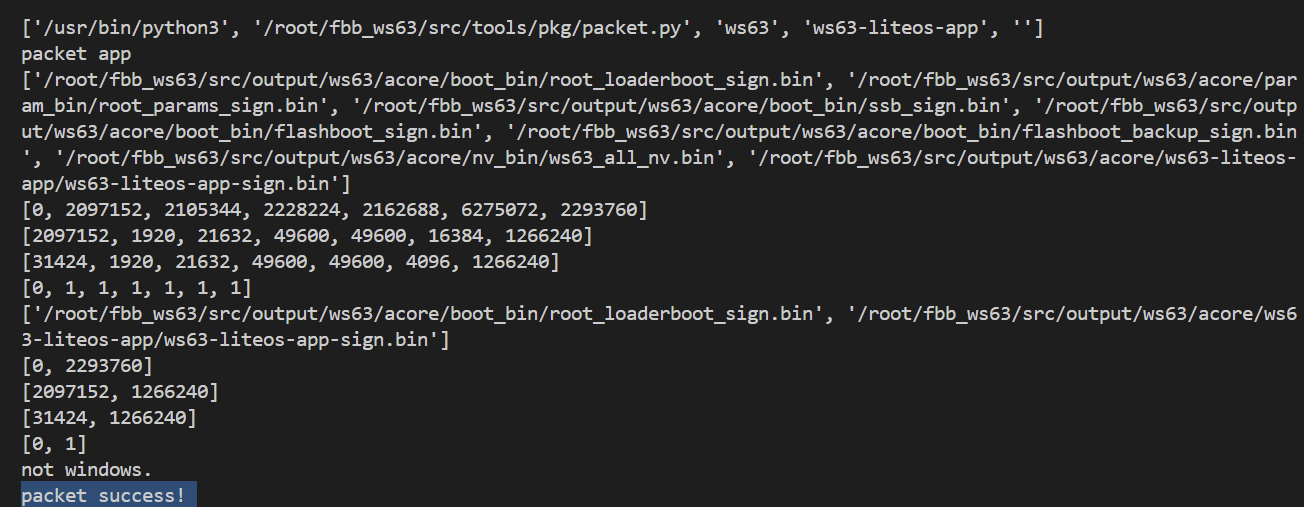 ['/usr/bin/python3', '/root/fbb_ws63/src/tools/pkg/packet.py', 'ws63', 'ws63-liteos-app', '']
packet app
['/root/fbb_ws63/src/output/ws63/acore/boot_bin/root_loaderboot_sign.bin', '/root/fbb_ws63/src/output/ws63/acore/par
am_bin/root_params_sign.bin', '/root/fbb_ws63/src/output/ws63/acore/boot_bin/ssb_sign.bin', '/root/fbb_ws63/src/outp
ut/ws63/acore/boot_bin/flashboot_sign.bin', '/root/fbb_ws63/src/output/ws63/acore/boot_bin/flashboot_backup_sign.bin
', '/root/fbb_ws63/src/output/ws63/acore/nv_bin/ws63_all_nv.bin', '/root/fbb_ws63/src/output/ws63/acore/ws63-liteos-
app/ws63-liteos-app-sign.bin']
[0, 2097152, 2105344, 2228224, 2162688, 6275072, 2293760]
[2097152, 1920, 21632, 49600, 49600, 16384, 1266240]
[31424, 1920, 21632, 49600, 49600, 4096, 1266240]
[0, 1, 1, 1, 1, 1, 1]
['/root/fbb_ws63/src/output/ws63/acore/boot_bin/root_loaderboot_sign.bin', '/root/fbb_ws63/src/output/ws63/acore/ws6
3-liteos-app/ws63-liteos-app-sign.bin']
[0, 2293760]
[2097152, 1266240]
[31424, 1266240]
[0, 1]
not windows.
packet success!